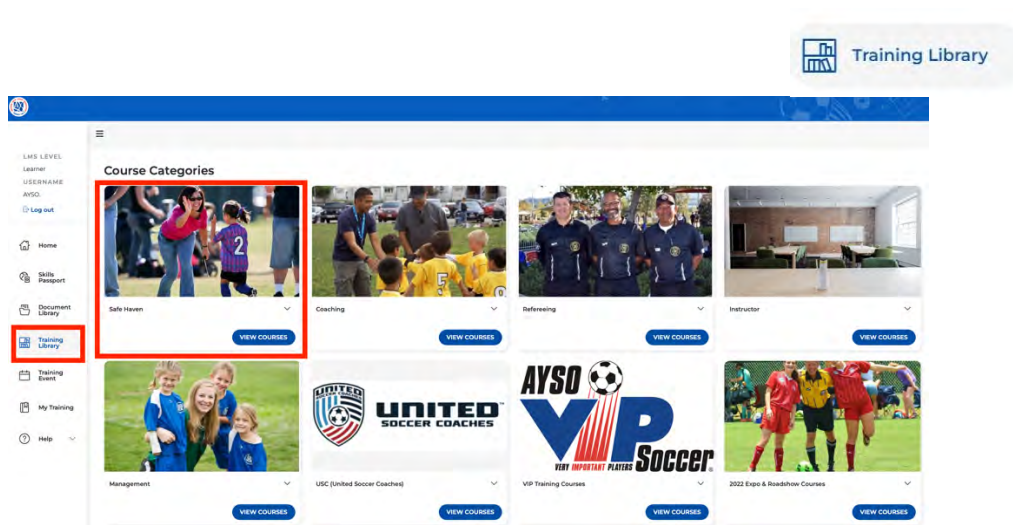 Training Library
LMS LEVEL
Learner
USERNAME
AYSO.
Log out
Home
Skills
Passport
Document
Library
Training
Library
Training
Event
My Training
Help
Course Categories
2
5
Safe Haven
Coaching
Refereeing
Instructor
VIEW COURSES
VIEW COURSES
VIEW COURSES
VIEW COURSES
UNITED
UNITED
SOCCER COACHES
AYSO
VIP
VERY IMPORTANT PLAYERS Soccer
Management
USC (United Soccer Coaches)
VIP Training Courses
2022 Expo & Roadshow Courses
VIEW COURSES
VIEW COURSES
VIEW COURSES
VIEW COURSES